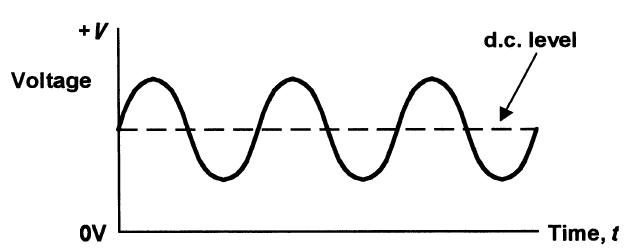 +V
d.c. level
Voltage
0V
Time, t